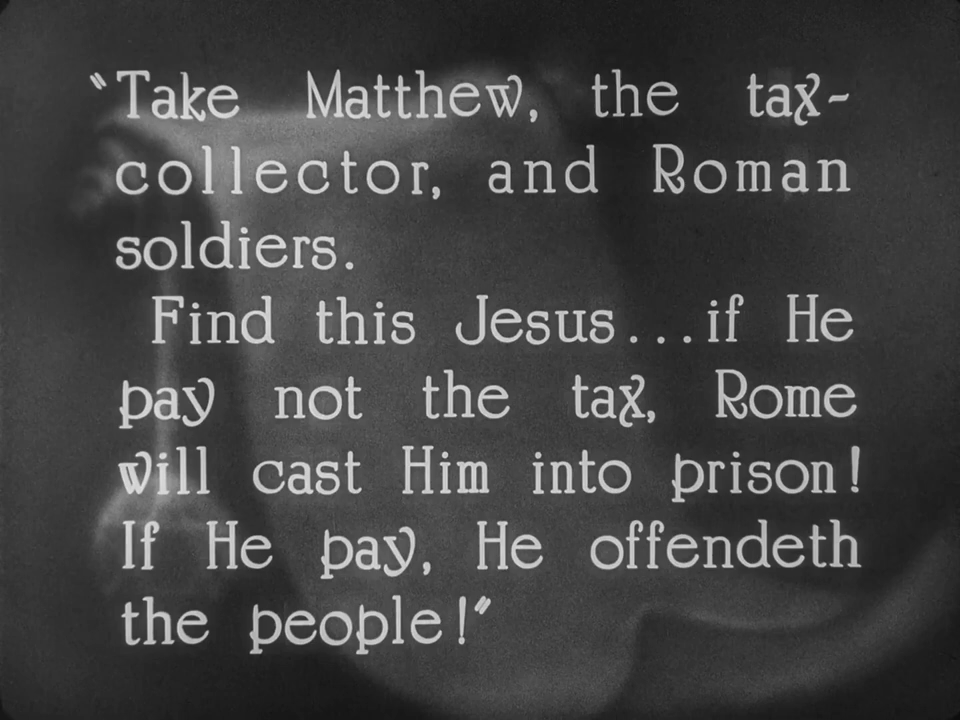 "Take Matthew, the tax-
collector, and Roman
soldiers.
Find this Jesus...if He
pay not the tax, Rome
will cast Him into prison!
If He pay, He offendeth
the people!"